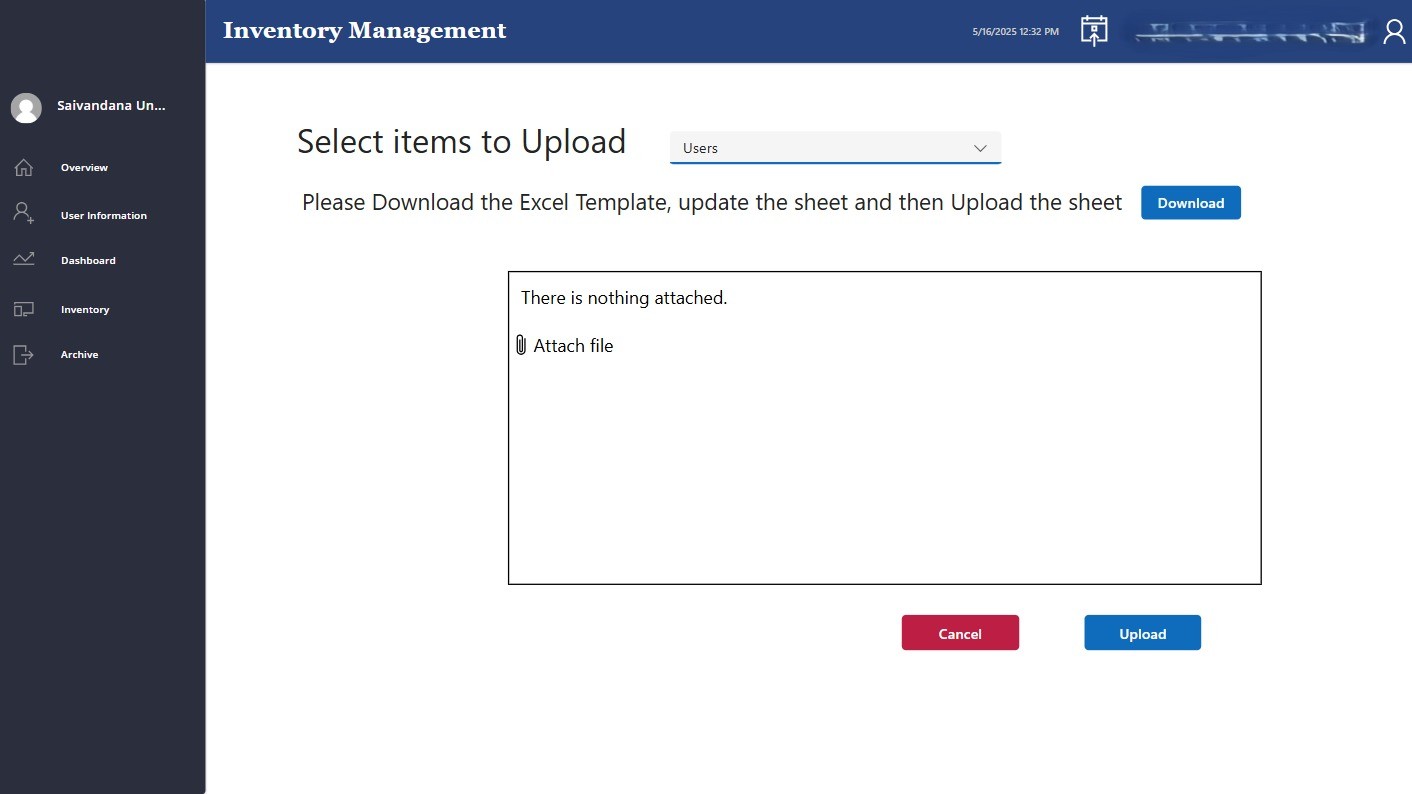 Inventory Management
5/16/2025 12:32 PM
Saivandana Un...
Overview
User Information
Dashboard
Inventory
Archive
Select items to Upload
Users
Please Download the Excel Template, update the sheet and then Upload the sheet
Download
There is nothing attached.
Attach file
Cancel
Upload